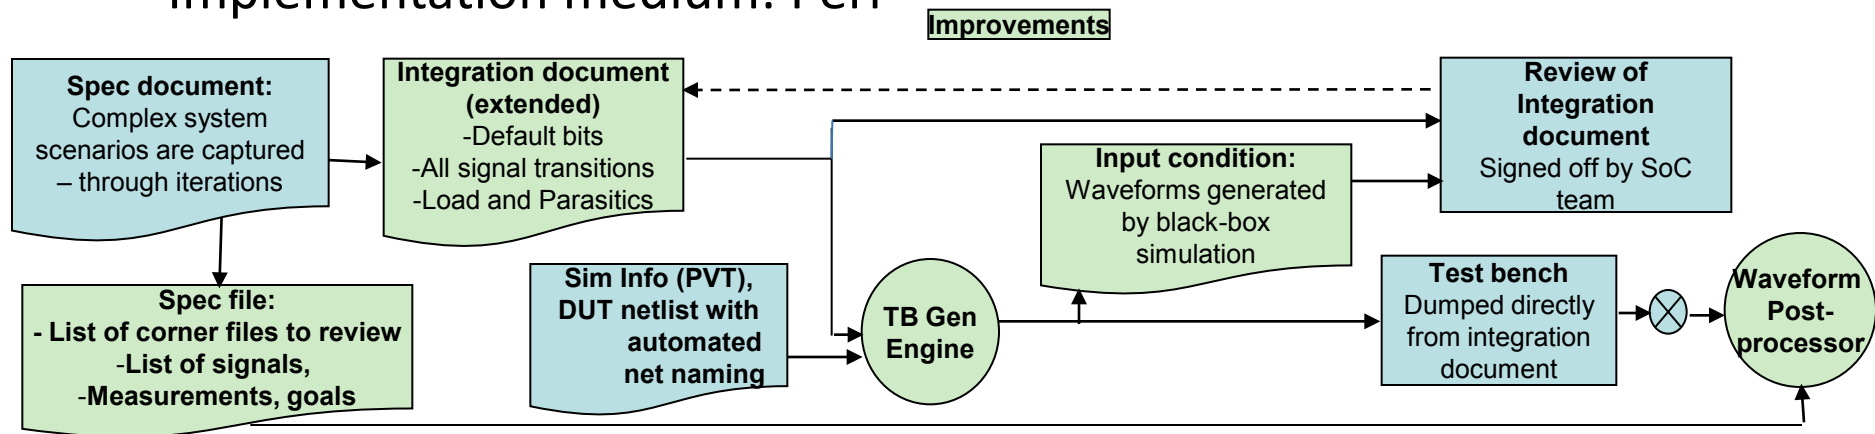 Implementation medium: Perl
Improvements
Spec document:
Complex system
scenarios are captured
– through iterations
Integration document
(extended)
-Default bits
-All signal transitions
-Load and Parasitics
Review of
Integration
document
Signed off by SoC
team
Input condition:
Waveforms generated
by black-box
simulation
Spec file:
- List of corner files to review
-List of signals,
-Measurements, goals
Sim Info (PVT),
DUT netlist with
automated
net naming
TB Gen
Engine
Test bench
Dumped directly
from integration
document
Waveform
Post-
processor